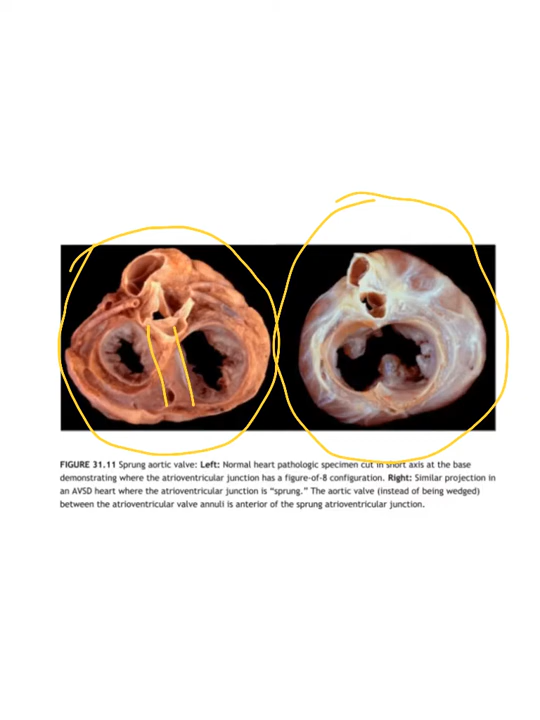 FIGURE 31.11 Sprung aortic valve: Left: Normal heart pathologic specimen cut in short axis at the base
demonstrating where the atrioventricular junction has a figure-of-8 configuration. Right: Similar projection in
an AVSD heart where the atrioventricular junction is “sprung.” The aortic valve (instead of being wedged)
between the atrioventricular valve annuli is anterior of the sprung atrioventricular junction.